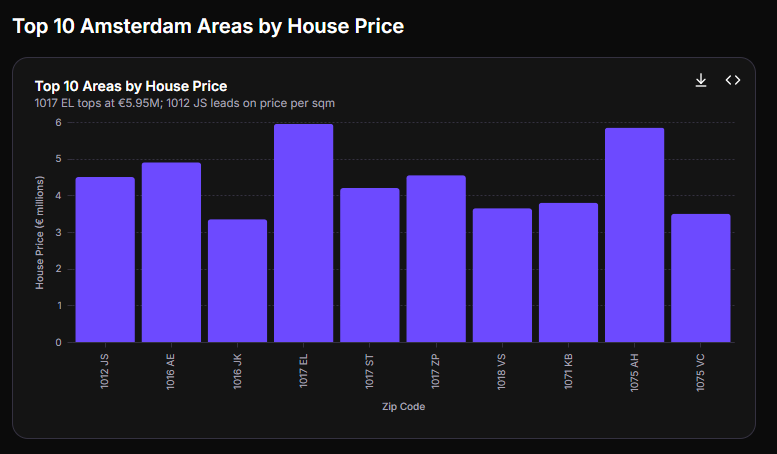 Top 10 Amsterdam Areas by House Price
Top 10 Areas by House Price
1017 EL tops at €5.95M; 1012 JS leads on price per sqm
House Price (€ millions)
6
5
4
3
2
1
0
1012 JS
1016 AE
1016 JK
1017 EL
1017 ST
1017 ZP
1018 VS
1071 KB
1075 AH
1075 VC
Zip Code